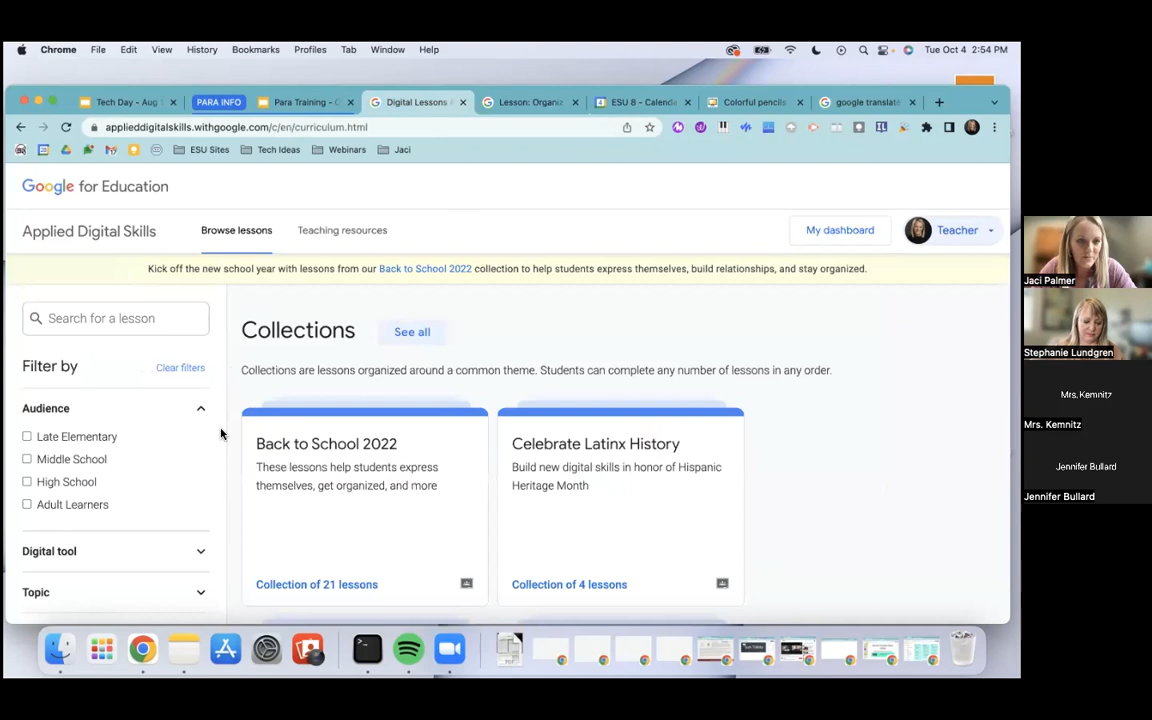 Chrome File Edit View History Bookmarks Profiles Tab Window Help Tue Oct 4 2:54 PM
Tech Day - Aug PARA INFO Para Training - Digital Lessons Lesson: Organi ESU 8 - Calenda Colorful pencils google translate
applieddigitalskills.withgoogle.com/c/en/curriculum.html
ESU Sites Tech Ideas Webinars Jaci
Google for Education
Applied Digital Skills Browse lessons Teaching resources My dashboard Teacher
Kick off the new school year with lessons from our Back to School 2022 collection to help students express themselves, build relationships, and stay organized.
Search for a lesson
Filter by Clear filters
Audience
Late Elementary
Middle School
High School
Adult Learners
Digital tool
Topic
Collections See all
Collections are lessons organized around a common theme. Students can complete any number of lessons in any order.
Back to School 2022
These lessons help students express
themselves, get organized, and more
Collection of 21 lessons
Celebrate Latinx History
Build new digital skills in honor of Hispanic
Heritage Month
Collection of 4 lessons
Jaci Palmer
Stephanie Lundgren
Mrs. Kemnitz
Mrs. Kemnitz
Jennifer Bullard
Jennifer Bullard